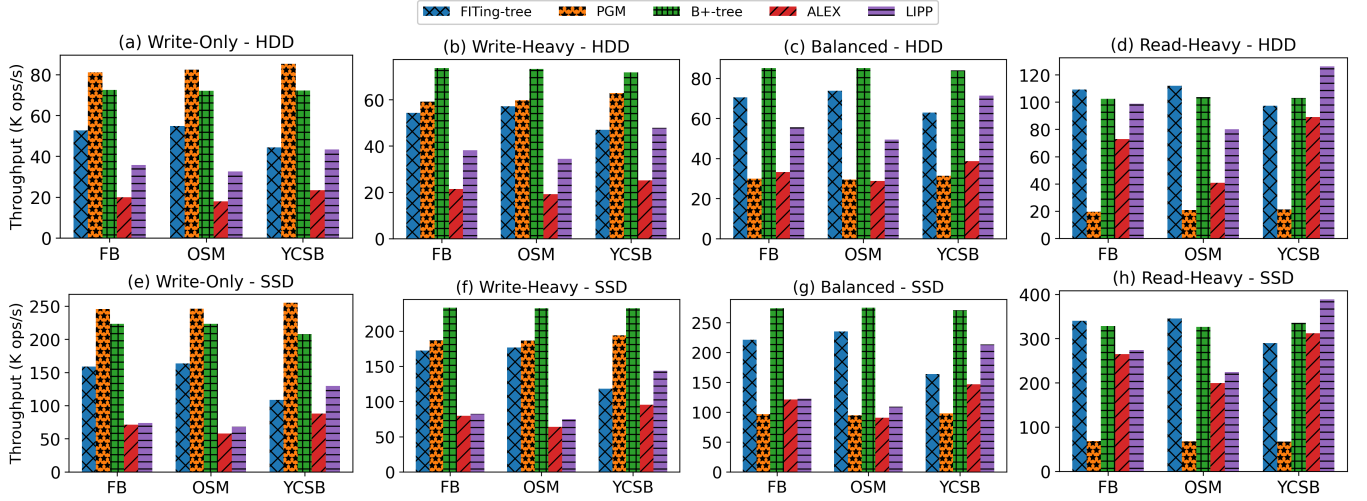 FITing-tree PGM B+-tree ALEX LIPP
(a) Write-Only - HDD
Throughput (K ops/s)
80
60
40
20
0
FB OSM YCSB
(b) Write-Heavy - HDD
60
40
20
0
FB OSM YCSB
(c) Balanced - HDD
80
60
40
20
0
FB OSM YCSB
(d) Read-Heavy - HDD
120
100
80
60
40
20
0
FB OSM YCSB
(e) Write-Only - SSD
Throughput (K ops/s)
250
200
150
100
50
0
FB OSM YCSB
(f) Write-Heavy - SSD
200
150
100
50
0
FB OSM YCSB
(g) Balanced - SSD
250
200
150
100
50
0
FB OSM YCSB
(h) Read-Heavy - SSD
400
300
200
100
0
FB OSM YCSB